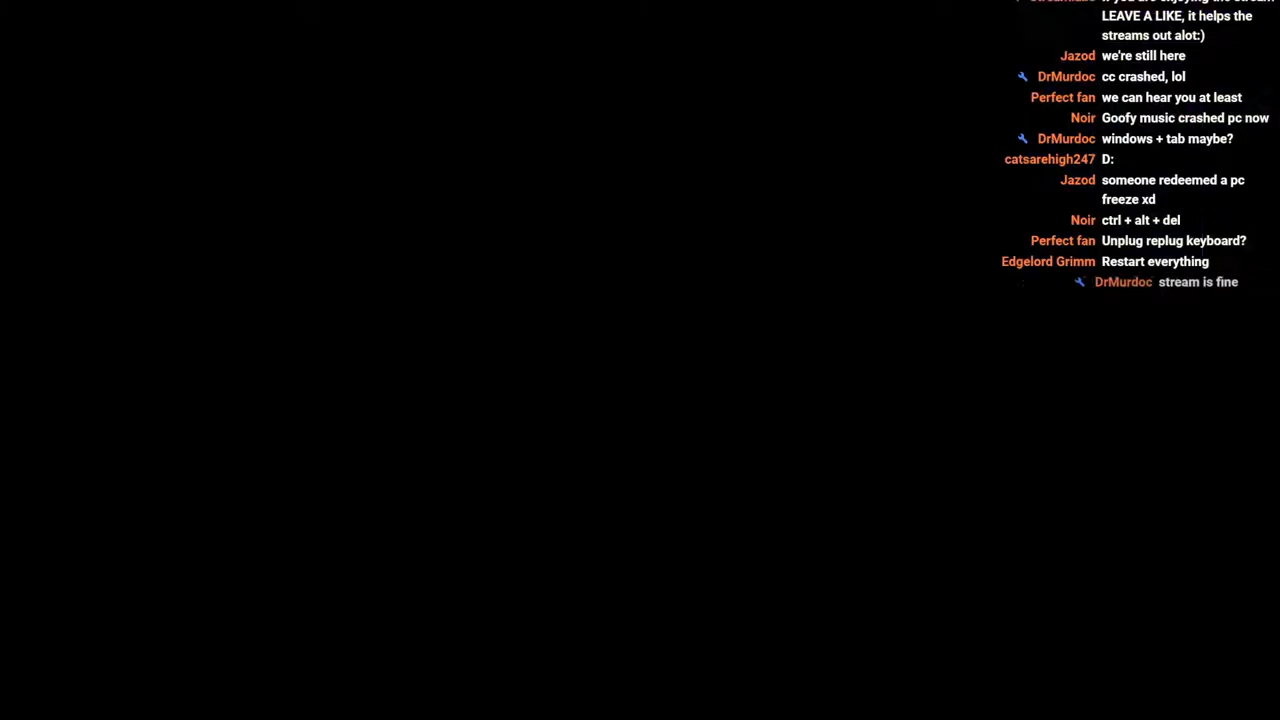 LEAVE A LIKE, it helps the
streams out alot:)
Jazod we're still here
DrMurdoc cc crashed, lol
Perfect fan we can hear you at least
Noir Goofy music crashed pc now
DrMurdoc windows + tab maybe?
catsarehigh247 D:
Jazod someone redeemed a pc
freeze xd
Noir ctrl + alt + del
Perfect fan Unplug replug keyboard?
Edgelord Grimm Restart everything
DrMurdoc stream is fine